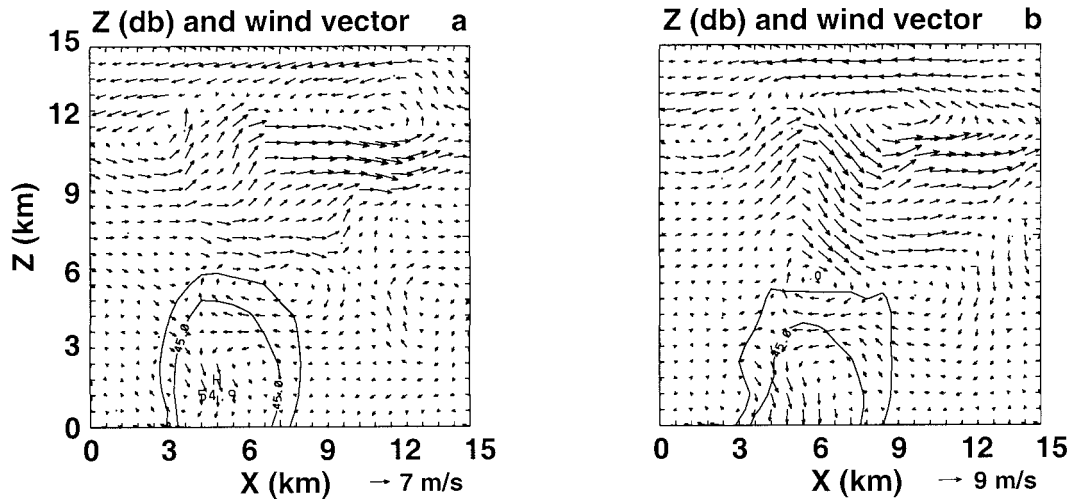 Z (db) and wind vector a
15
12
9
6
3
0
Z (km)
45.0
45.0
H
54.9
0 3 6 9 12 15
X (km)
7 m/s
Z (db) and wind vector b
.0
45.0
0 3 6 9 12 15
X (km)
9 m/s